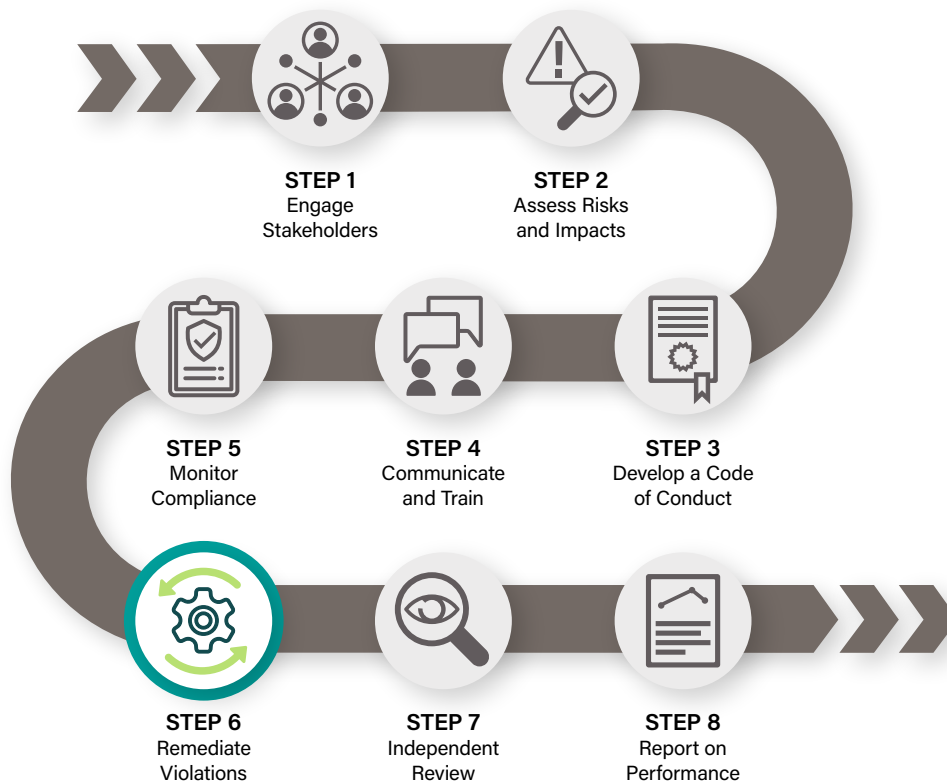 STEP 1
Engage
Stakeholders
STEP 2
Assess Risks
and Impacts
STEP 3
Develop a Code
of Conduct
STEP 4
Communicate
and Train
STEP 5
Monitor
Compliance
STEP 6
Remediate
Violations
STEP 7
Independent
Review
STEP 8
Report on
Performance